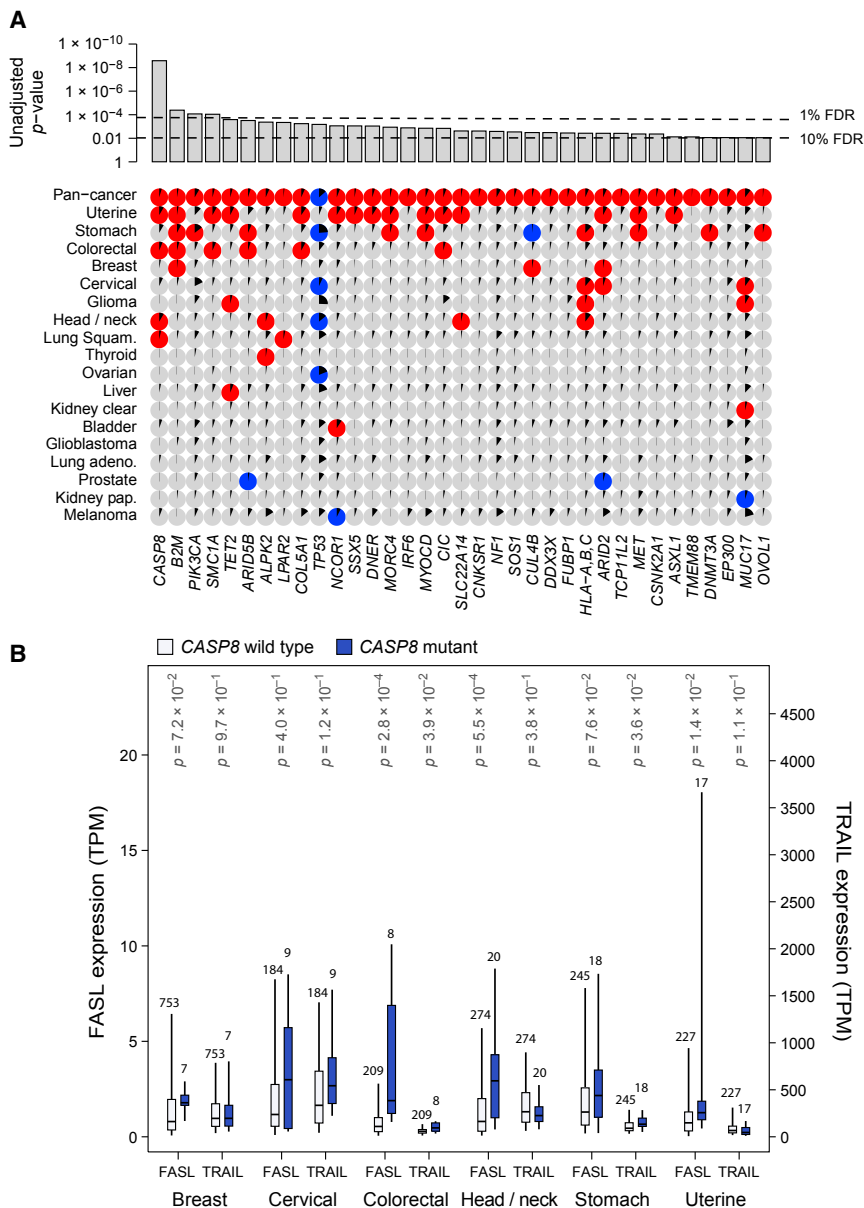 A
Unadjusted
p-value
1 × 10⁻¹⁰
1 × 10⁻⁸
1 × 10⁻⁶
1 × 10⁻⁴
0.01
1
1% FDR
10% FDR
Pan−cancer
Uterine
Stomach
Colorectal
Breast
Cervical
Glioma
Head / neck
Lung Squam.
Thyroid
Ovarian
Liver
Kidney clear
Bladder
Glioblastoma
Lung adeno.
Prostate
Kidney pap.
Melanoma
CASP8 B2M PIK3CA SMC1A TET2 ARID5B ALPK2 LPAR2 COL5A1 TP53 NCOR1 SSX5 DNER MORC4 IRF6 MYOCD CIC SLC22A14 CNKSR1 NF1 SOS1 CUL4B DDX3X FUBP1 HLA-A,B,C ARID2 TCP11L2 MET CSNK2A1 ASXL1 TMEM88 DNMT3A EP300 MUC17 OVOL1
B
CASP8 wild type CASP8 mutant
p = 7.2 × 10⁻²
p = 9.7 × 10⁻¹
p = 4.0 × 10⁻¹
p = 1.2 × 10⁻¹
p = 2.8 × 10⁻⁴
p = 3.9 × 10⁻²
p = 5.5 × 10⁻⁴
p = 3.8 × 10⁻¹
p = 7.6 × 10⁻²
p = 3.6 × 10⁻²
p = 1.4 × 10⁻²
p = 1.1 × 10⁻¹
FASL expression (TPM)
20
15
10
5
0
TRAIL expression (TPM)
4500
4000
3500
3000
2500
2000
1500
1000
500
0
753 7 753 7 184 9 184 9 209 8 209 8 274 20 274 20 245 18 245 18 227 17 227 17
FASL TRAIL FASL TRAIL FASL TRAIL FASL TRAIL FASL TRAIL FASL TRAIL
Breast Cervical Colorectal Head / neck Stomach Uterine